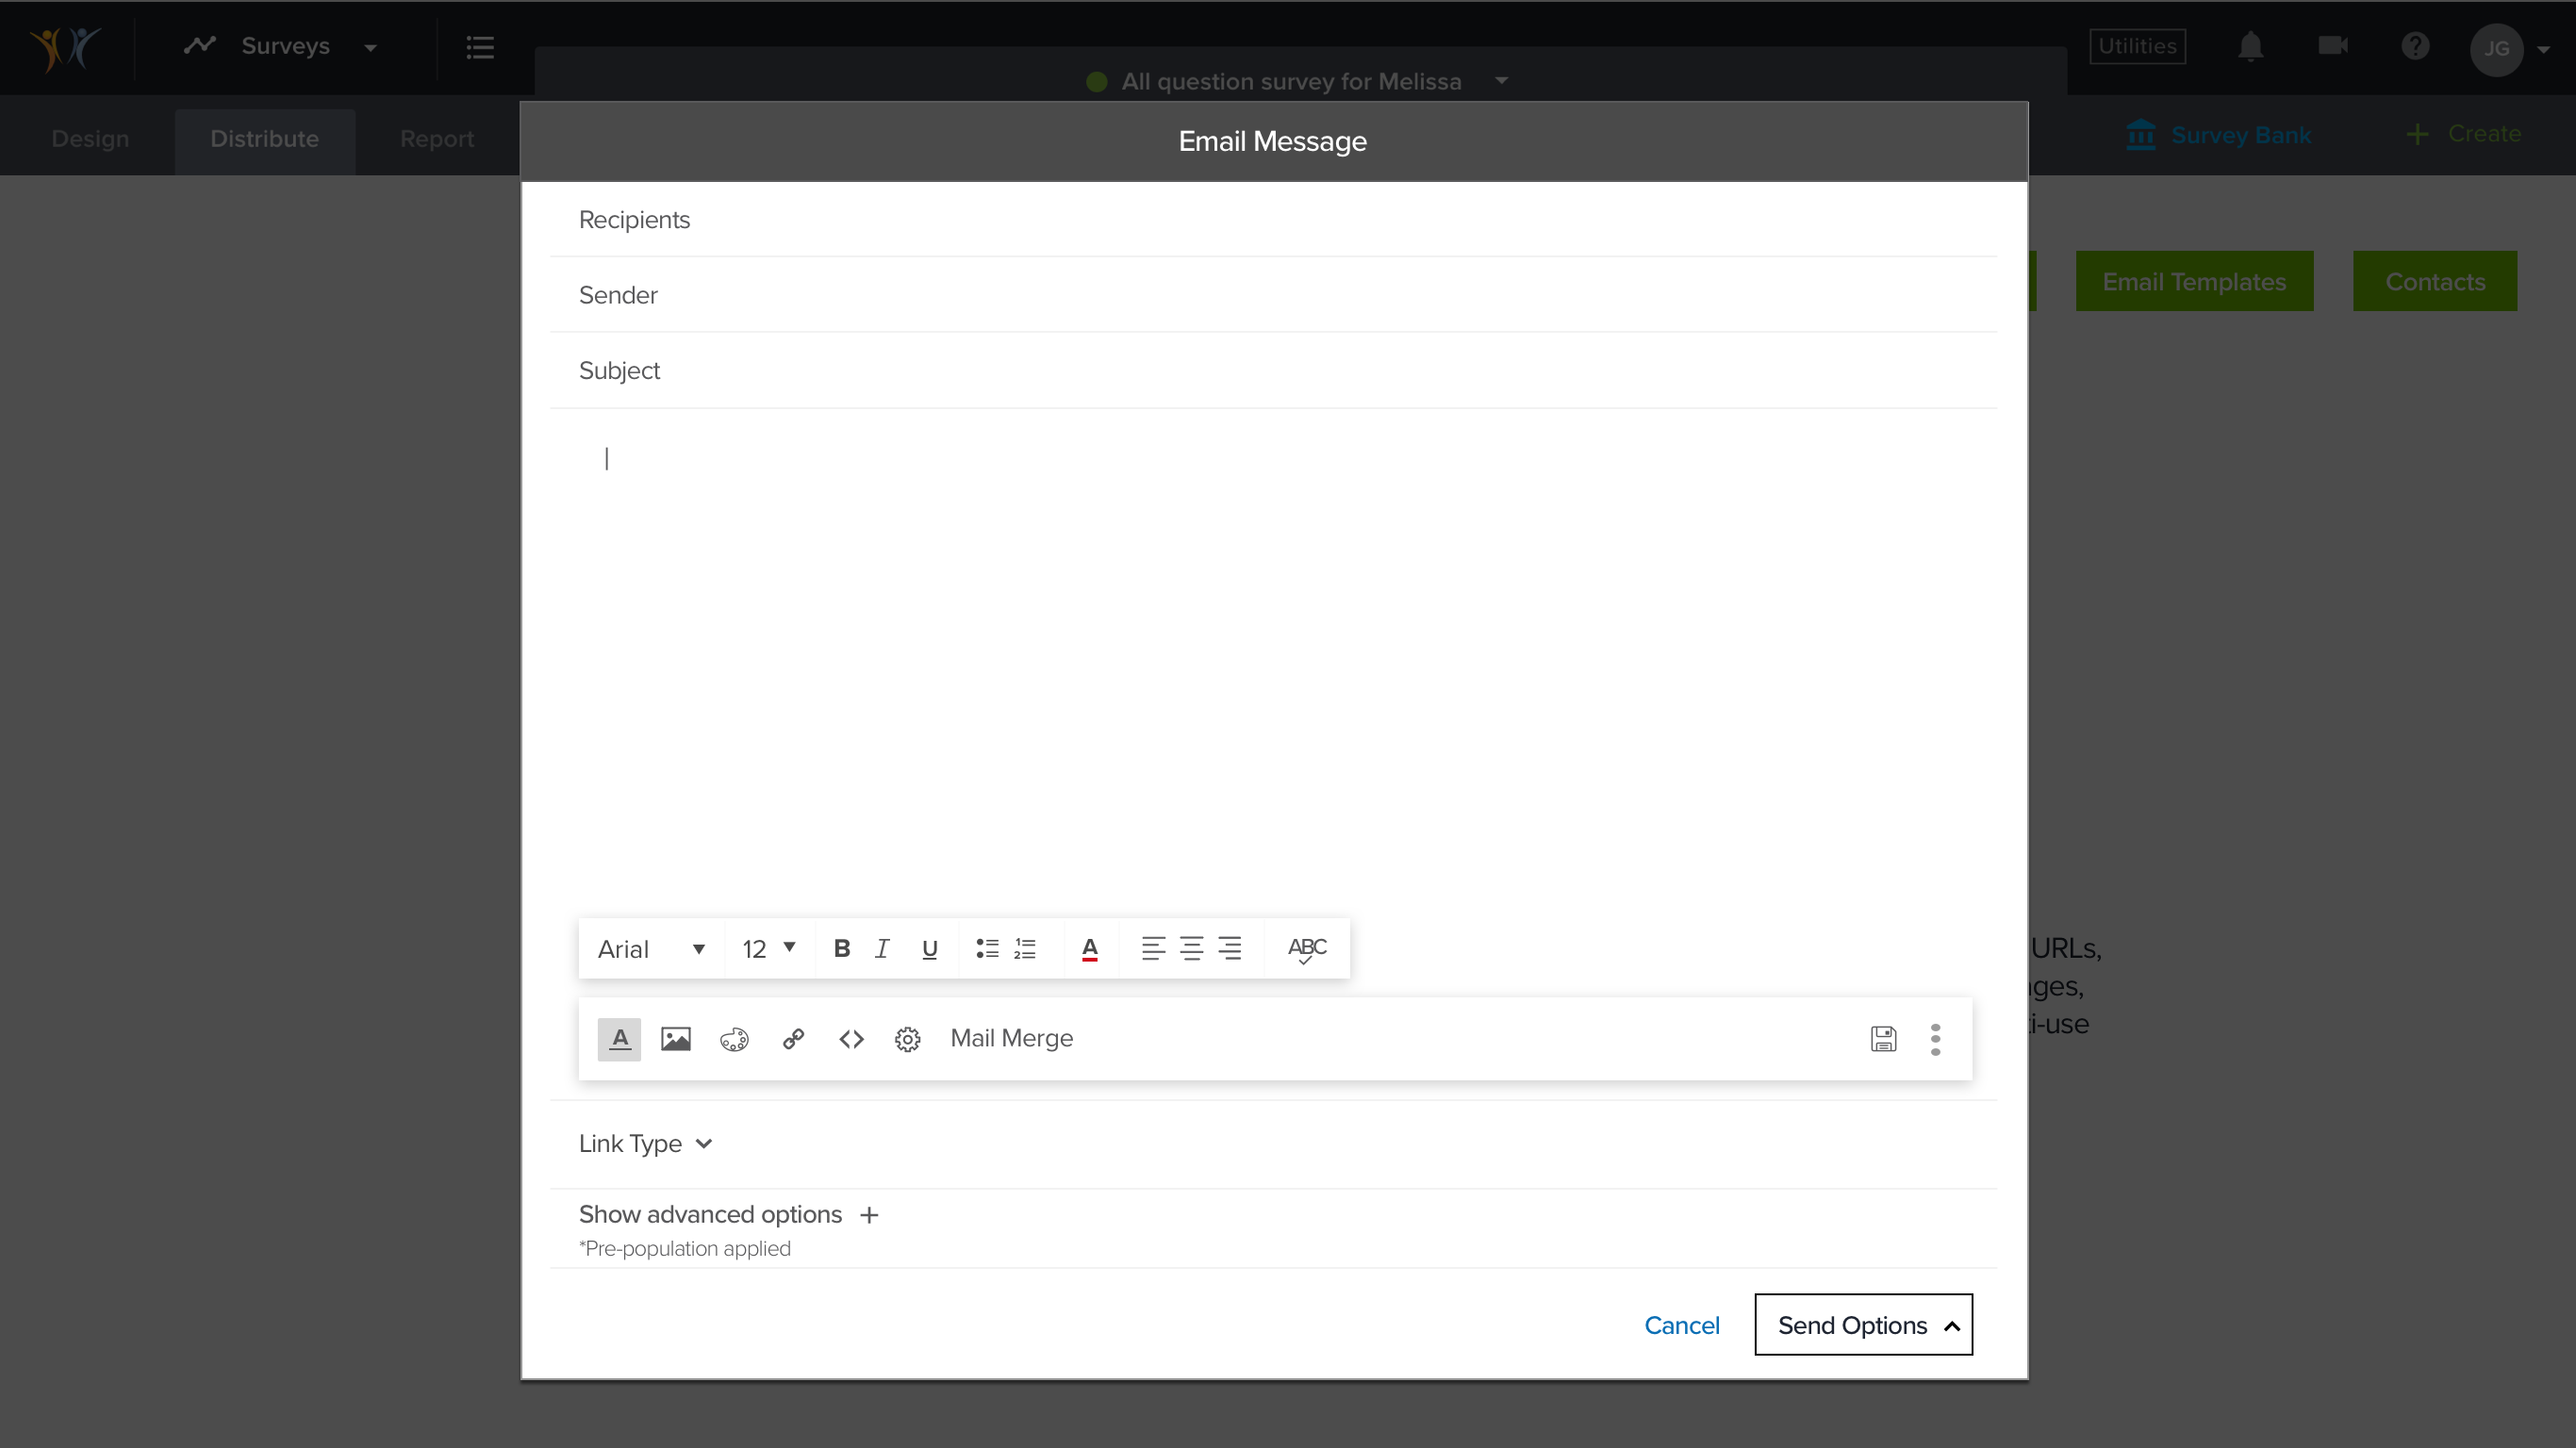 Surveys
All question survey for Melissa
Utilities
JG
Design
Distribute
Report
Survey Bank
Create
Email Message
Recipients
Sender
Subject
Email Templates
Contacts
Arial
12
B
I
U
A
ABC
URLs,
ges,
i-use
A
Mail Merge
Link Type
Show advanced options +
*Pre-population applied
Cancel
Send Options